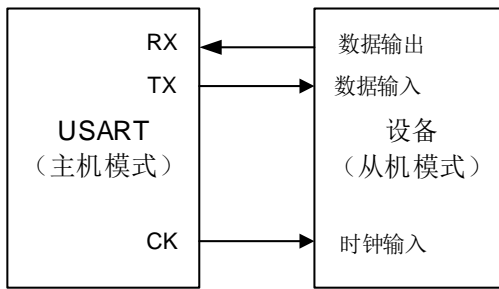 RX
数据输出
TX
数据输入
USART
设备
（主机模式）
（从机模式）
CK
时钟输入